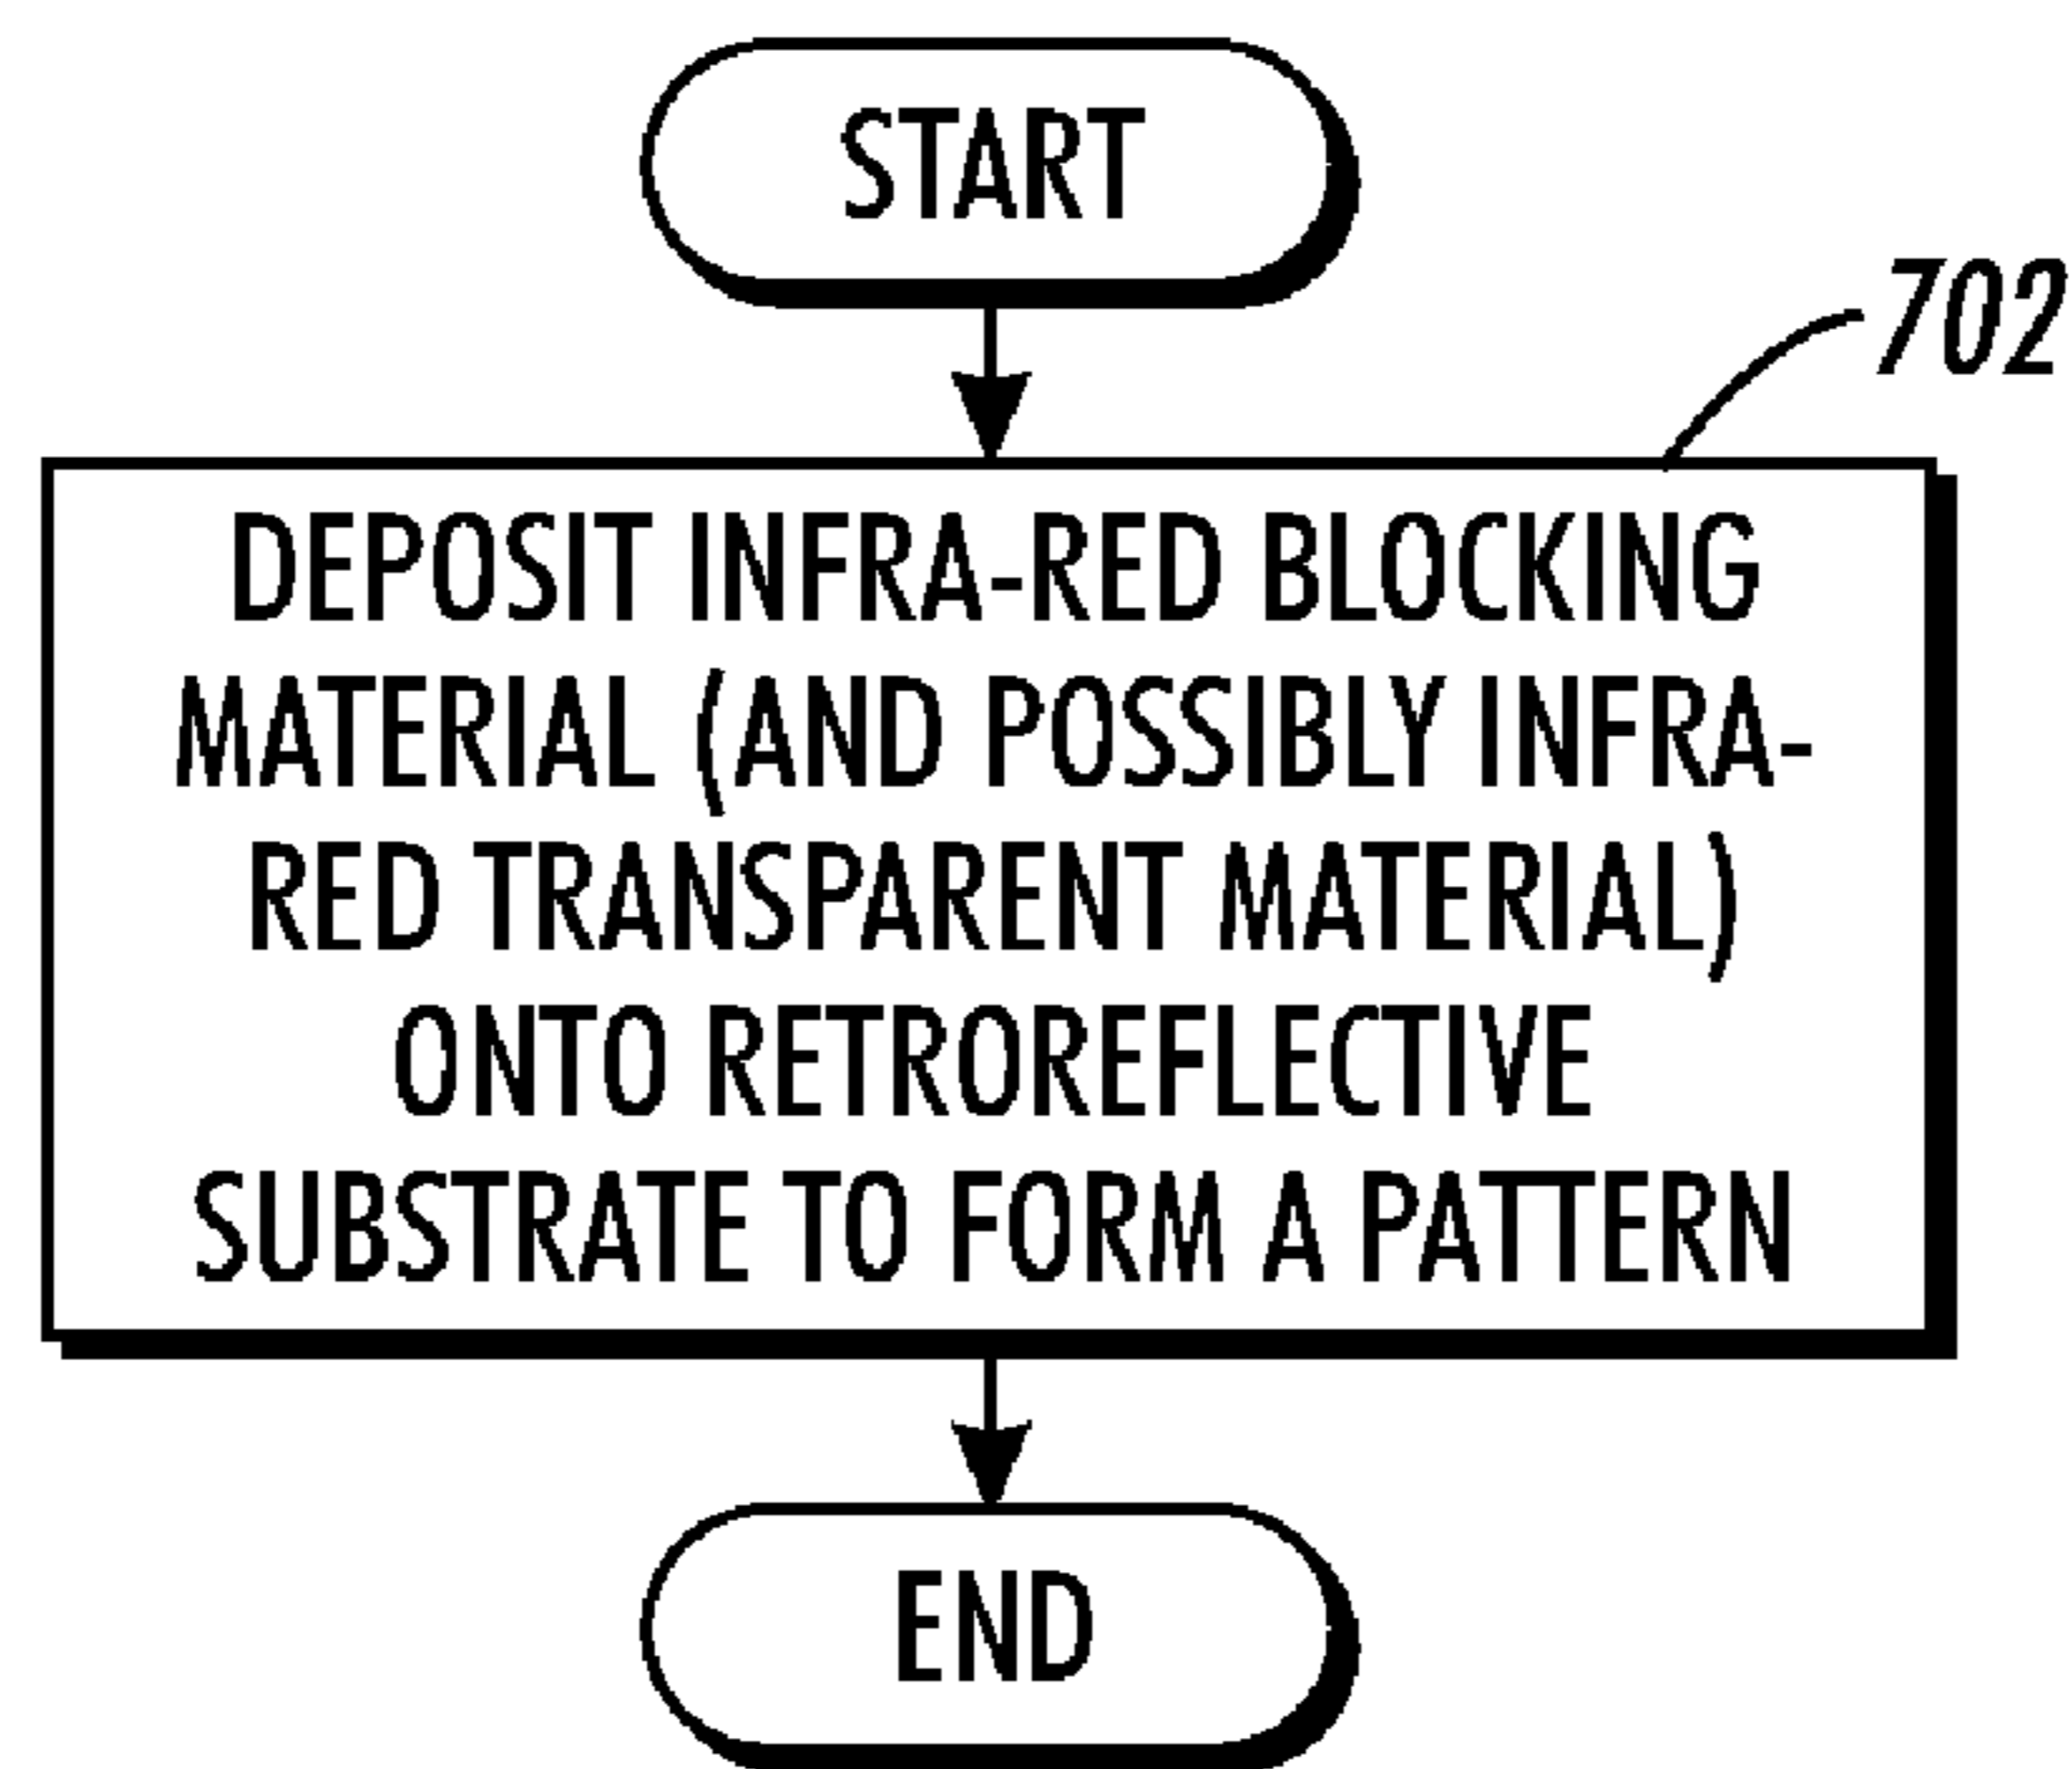 START
702
DEPOSIT INFRA-RED BLOCKING
MATERIAL (AND POSSIBLY INFRA-
RED TRANSPARENT MATERIAL)
ONTO RETROREFLECTIVE
SUBSTRATE TO FORM A PATTERN
END